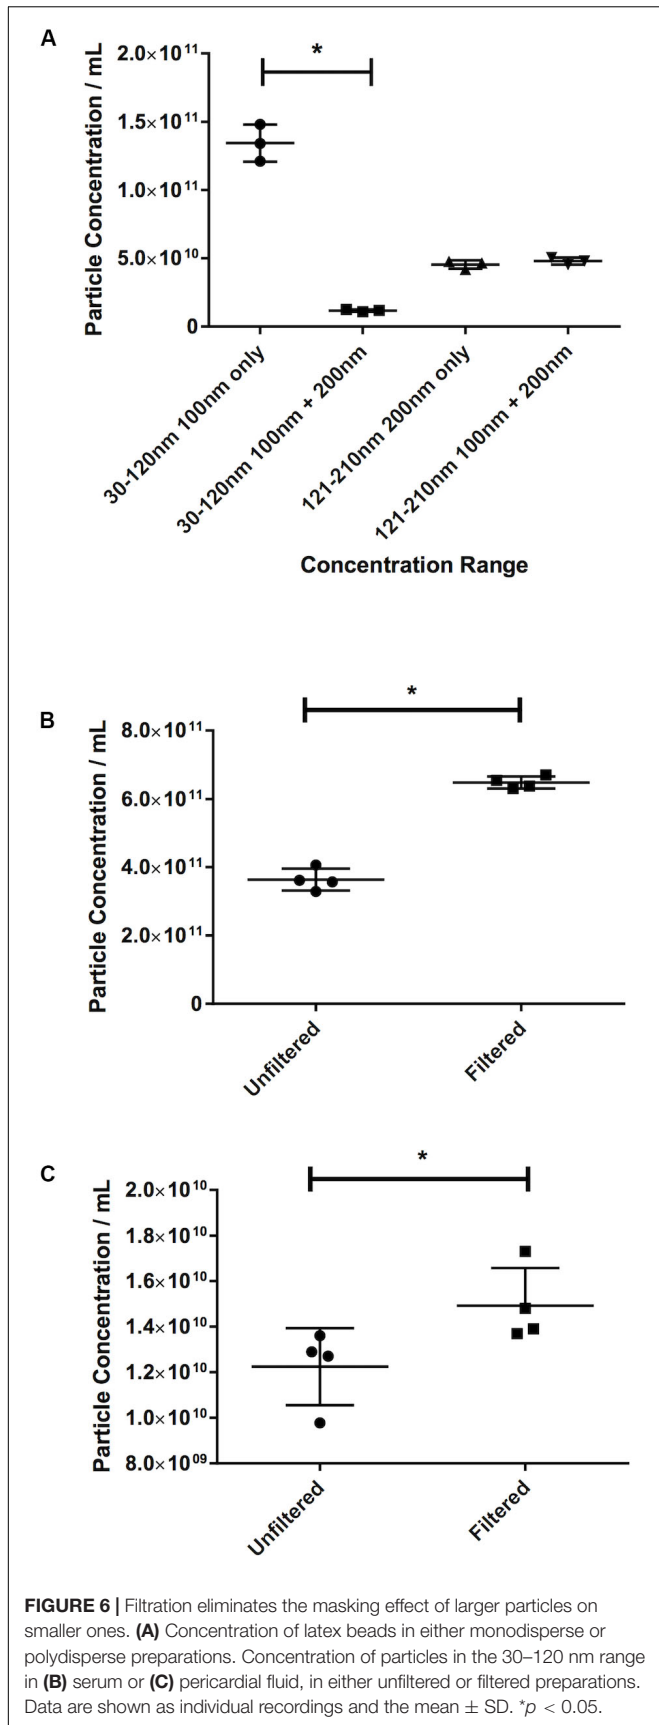 A
*
Particle Concentration / mL
2.0×10¹¹
1.5×10¹¹
1.0×10¹¹
5.0×10¹⁰
0
30-120nm 100nm only
30-120nm 100nm + 200nm
121-210nm 200nm only
121-210nm 100nm + 200nm
Concentration Range
B
*
Particle Concentration / mL
8.0×10¹¹
6.0×10¹¹
4.0×10¹¹
2.0×10¹¹
0
Unfiltered
Filtered
C
*
Particle Concentration / mL
2.0×10¹⁰
1.8×10¹⁰
1.6×10¹⁰
1.4×10¹⁰
1.2×10¹⁰
1.0×10¹⁰
8.0×10⁰⁹
Unfiltered
Filtered
FIGURE 6 | Filtration eliminates the masking effect of larger particles on
smaller ones. (A) Concentration of latex beads in either monodisperse or
polydisperse preparations. Concentration of particles in the 30–120 nm range
in (B) serum or (C) pericardial fluid, in either unfiltered or filtered preparations.
Data are shown as individual recordings and the mean ± SD. *p < 0.05.